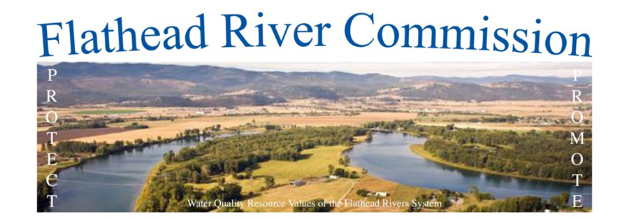 Flathead River Commission
PROTECT
PROMOTE
Water Quality Resource Values of the Flathead Rivers System